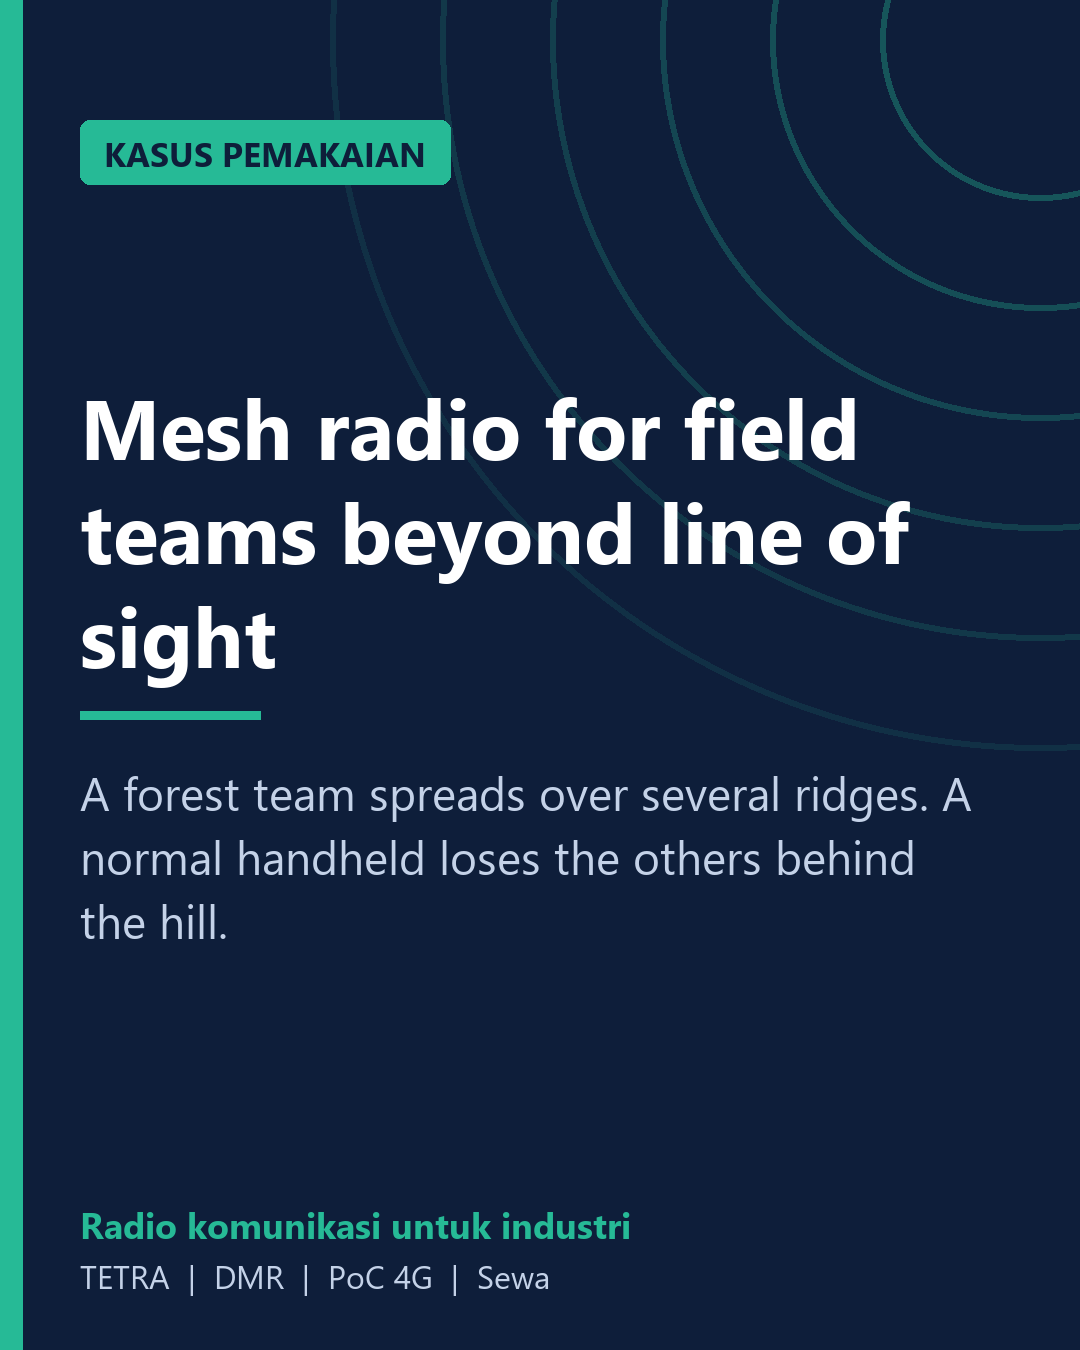 KASUS PEMAKAIAN
Mesh radio for field
teams beyond line of
sight
A forest team spreads over several ridges. A
normal handheld loses the others behind
the hill.
Radio komunikasi untuk industri
TETRA | DMR | PoC 4G | Sewa